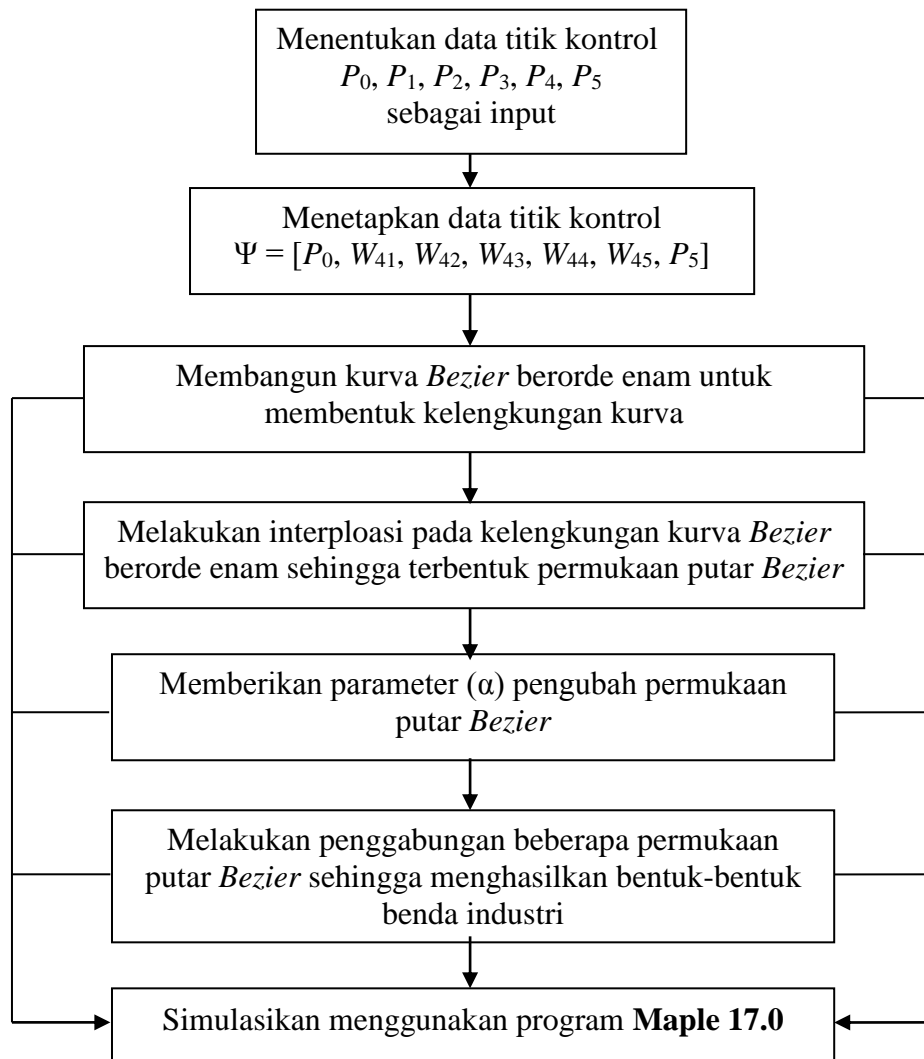 Menentukan data titik kontrol
P₀, P₁, P₂, P₃, P₄, P₅
sebagai input
Menetapkan data titik kontrol
Ψ = [P₀, W₄₁, W₄₂, W₄₃, W₄₄, W₄₅, P₅]
Membangun kurva Bezier berorde enam untuk
membentuk kelengkungan kurva
Melakukan interploasi pada kelengkungan kurva Bezier
berorde enam sehingga terbentuk permukaan putar Bezier
Memberikan parameter (α) pengubah permukaan
putar Bezier
Melakukan penggabungan beberapa permukaan
putar Bezier sehingga menghasilkan bentuk-bentuk
benda industri
Simulasikan menggunakan program Maple 17.0